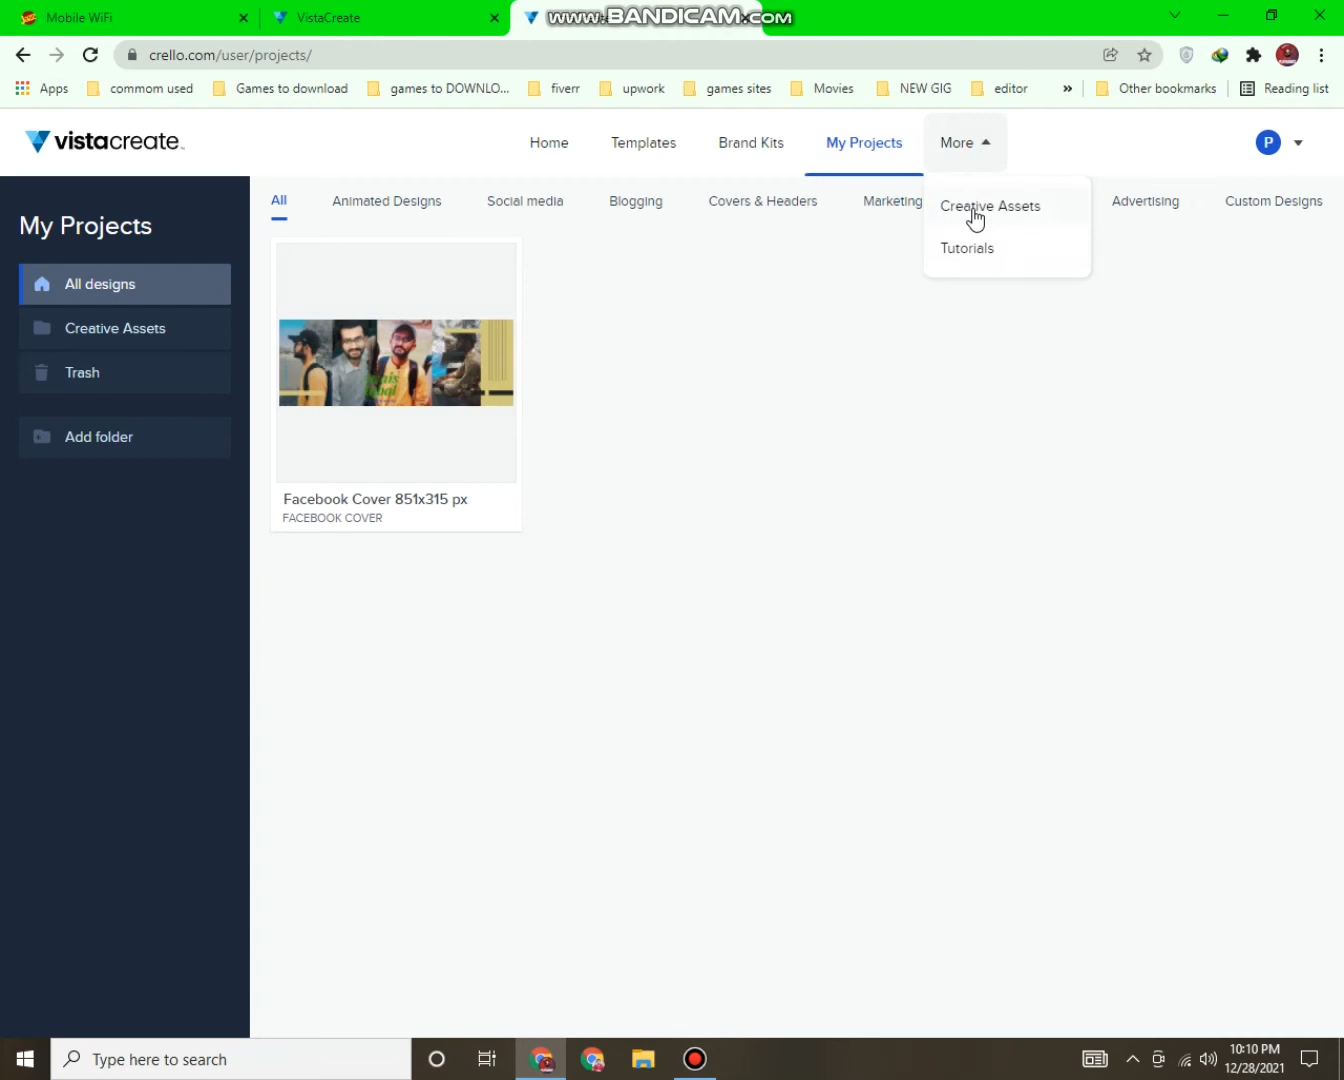 Mobile WiFi
VistaCreate
www.BANDICAM.com
crello.com/user/projects/
Apps
commom used
Games to download
games to DOWNLO...
fiverr
upwork
games sites
Movies
NEW GIG
editor
»
Other bookmarks
Reading list
vistacreate
Home
Templates
Brand Kits
My Projects
More
P
My Projects
All
Animated Designs
Social media
Blogging
Covers & Headers
Marketing
Creative Assets
Advertising
Custom Designs
Tutorials
All designs
Creative Assets
Trash
Add folder
Facebook Cover 851x315 px
FACEBOOK COVER
Type here to search
10:10 PM
12/28/2021